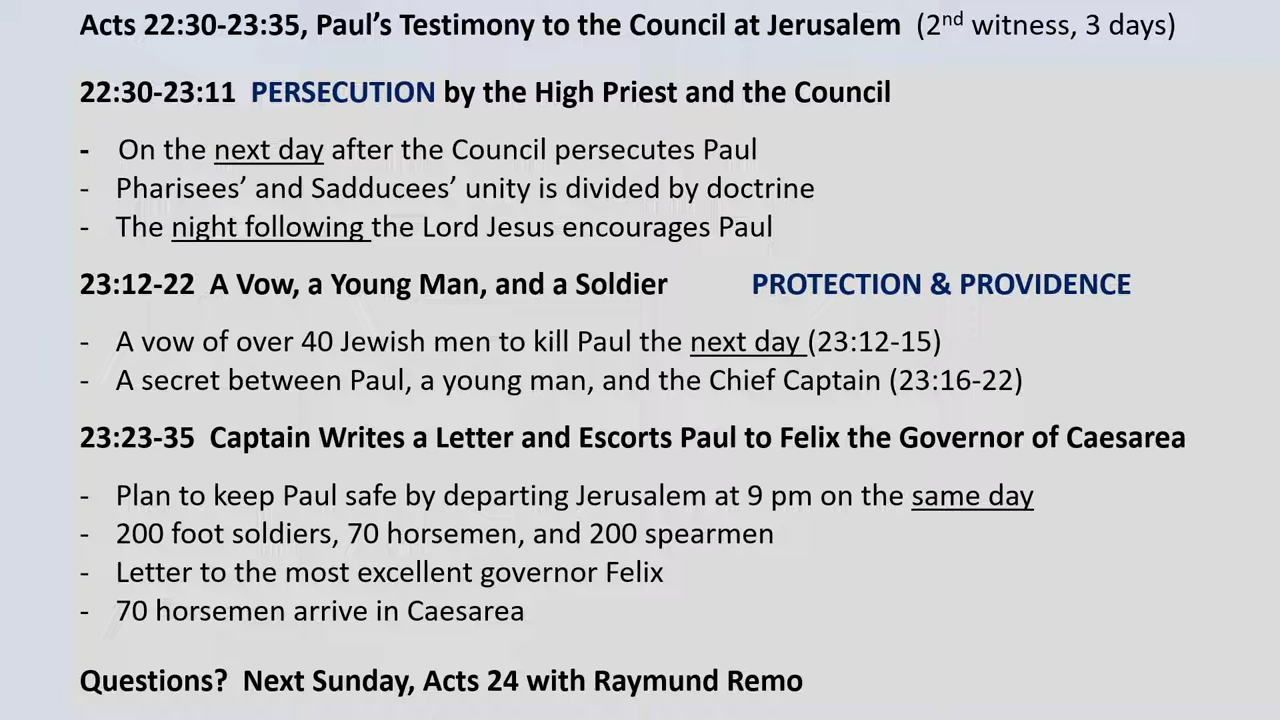 Acts 22:30-23:35, Paul’s Testimony to the Council at Jerusalem (2nd witness, 3 days)
22:30-23:11 PERSECUTION by the High Priest and the Council
- On the next day after the Council persecutes Paul
- Pharisees’ and Sadducees’ unity is divided by doctrine
- The night following the Lord Jesus encourages Paul
23:12-22 A Vow, a Young Man, and a Soldier PROTECTION & PROVIDENCE
- A vow of over 40 Jewish men to kill Paul the next day (23:12-15)
- A secret between Paul, a young man, and the Chief Captain (23:16-22)
23:23-35 Captain Writes a Letter and Escorts Paul to Felix the Governor of Caesarea
- Plan to keep Paul safe by departing Jerusalem at 9 pm on the same day
- 200 foot soldiers, 70 horsemen, and 200 spearmen
- Letter to the most excellent governor Felix
- 70 horsemen arrive in Caesarea
Questions? Next Sunday, Acts 24 with Raymund Remo